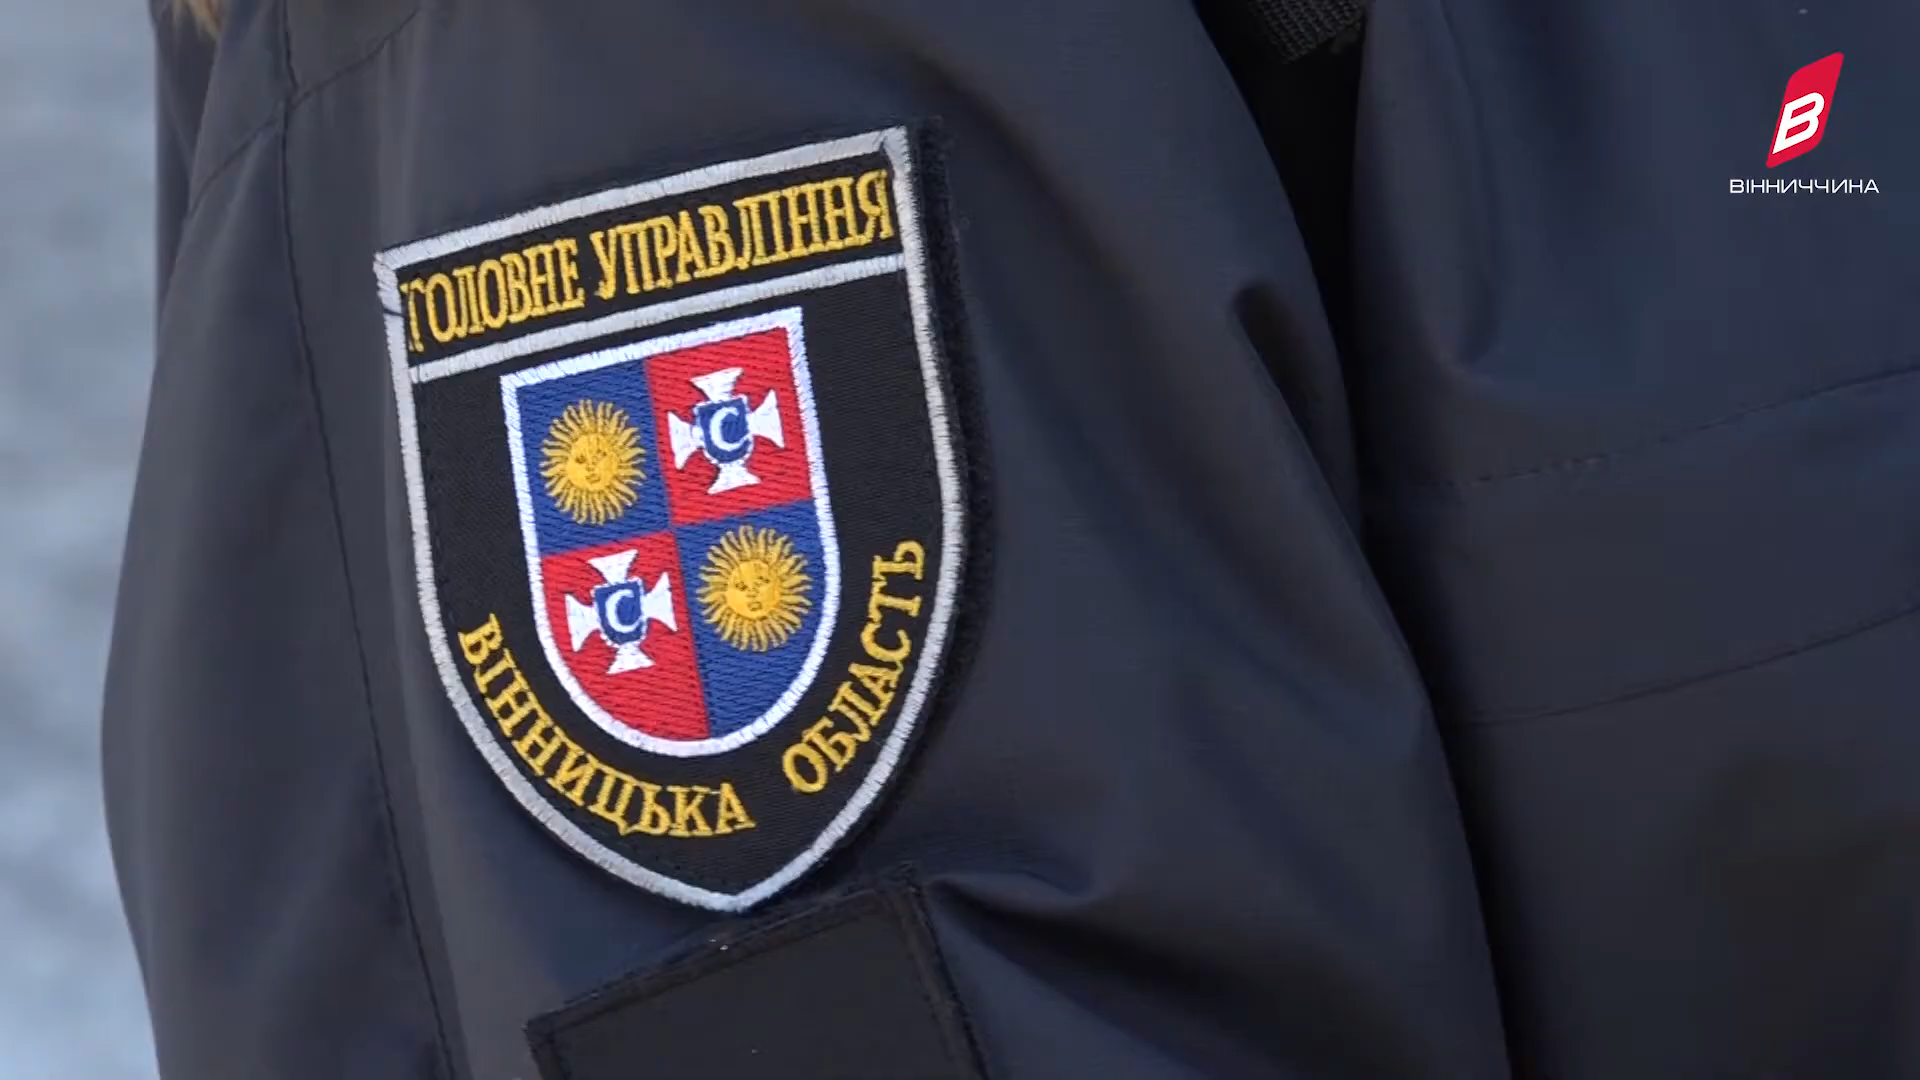 ГОЛОВНЕ УПРАВЛІННЯ
С
С
ВІННИЦЬКА ОБЛАСТЬ
В
ВІННИЧЧИНА